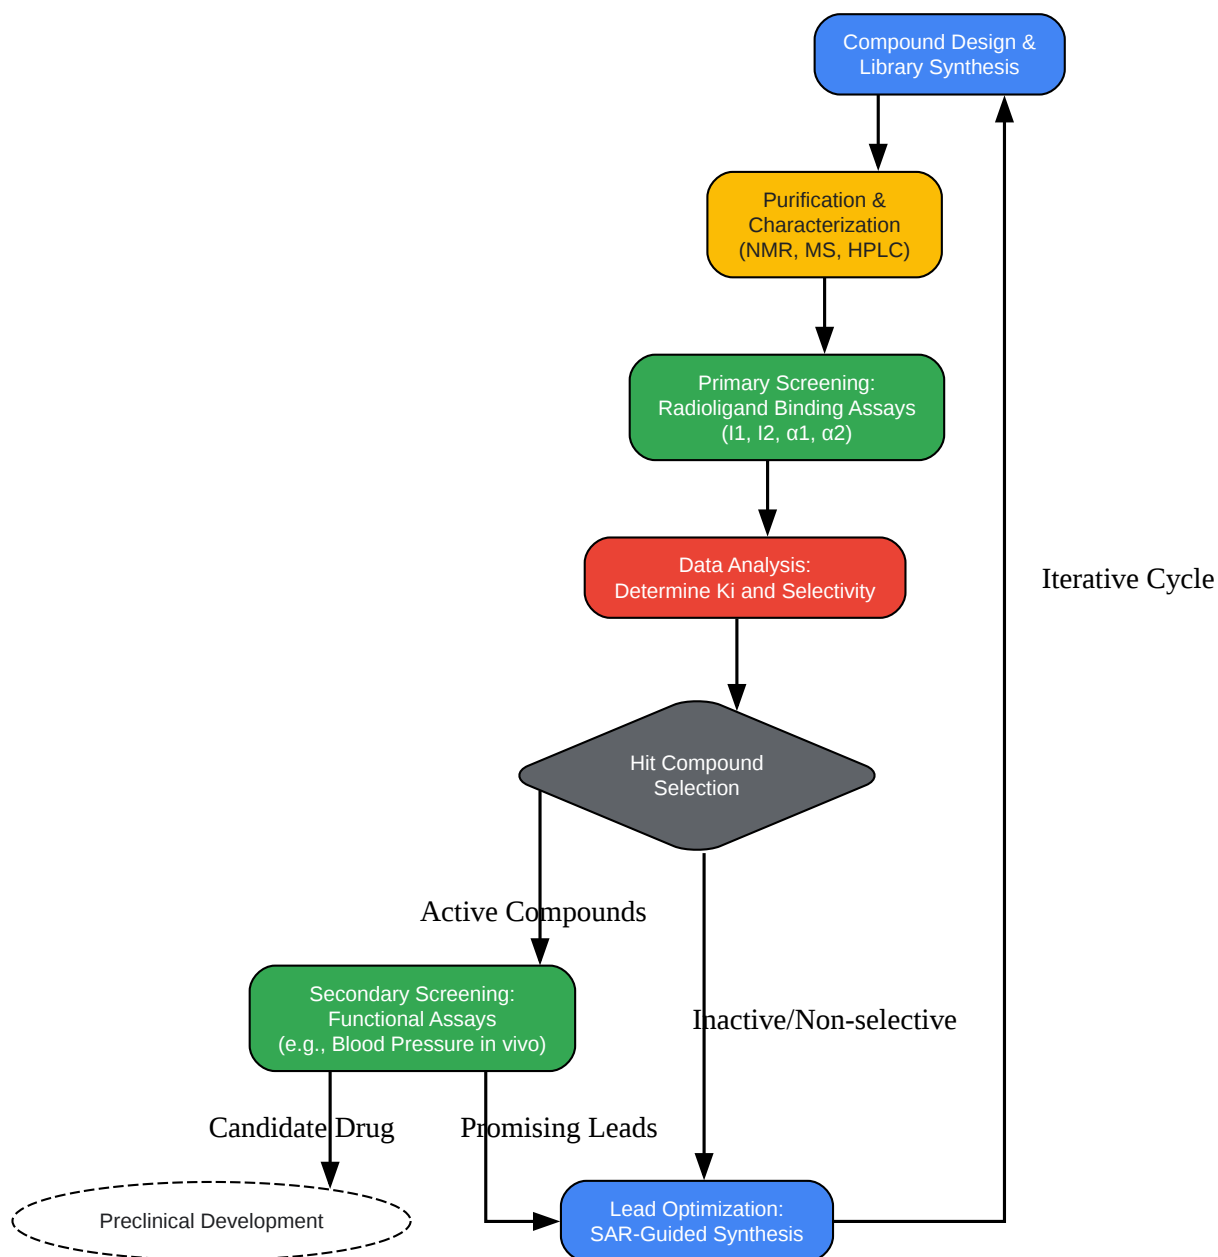 Compound Design &
Library Synthesis
Purification &
Characterization
(NMR, MS, HPLC)
Primary Screening:
Radioligand Binding Assays
(I1, I2, α1, α2)
Data Analysis:
Determine Ki and Selectivity
Iterative Cycle
Hit Compound
Selection
Active Compounds
Secondary Screening:
Functional Assays
(e.g., Blood Pressure in vivo)
Inactive/Non-selective
Candidate Drug
Promising Leads
Preclinical Development
Lead Optimization:
SAR-Guided Synthesis